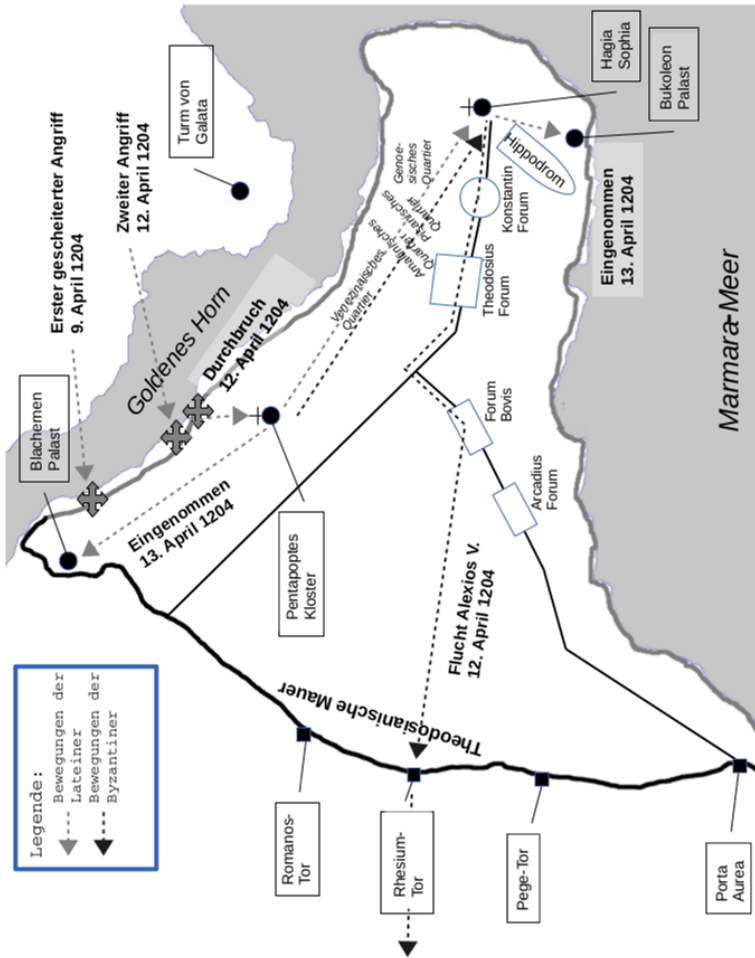 Legende:
Bewegungen der
Lateiner
Bewegungen der
Byzantiner
Blachernen
Palast
Erster gescheiterter Angriff
9. April 1204
Zweiter Angriff
12. April 1204
Turm von
Galata
Goldenes Horn
Durchbruch
12. April 1204
Eingenommen
13. April 1204
Pentapoptes
Kloster
Venezinaisches
Quartier
Quartier
Pisanisches
Quartier
Genoe-
sisches
Quartier
Hagia
Sophia
Bukoleon
Palast
Hippodrom
Eingenommen
13. April 1204
Konstantin
Forum
Theodosius
Forum
Forum
Bovis
Arcadius
Forum
Flucht Alexios V.
12. April 1204
Theodosianische Mauer
Romanos-
Tor
Rhesium-
Tor
Pege-Tor
Porta
Aurea
Marmara-Meer